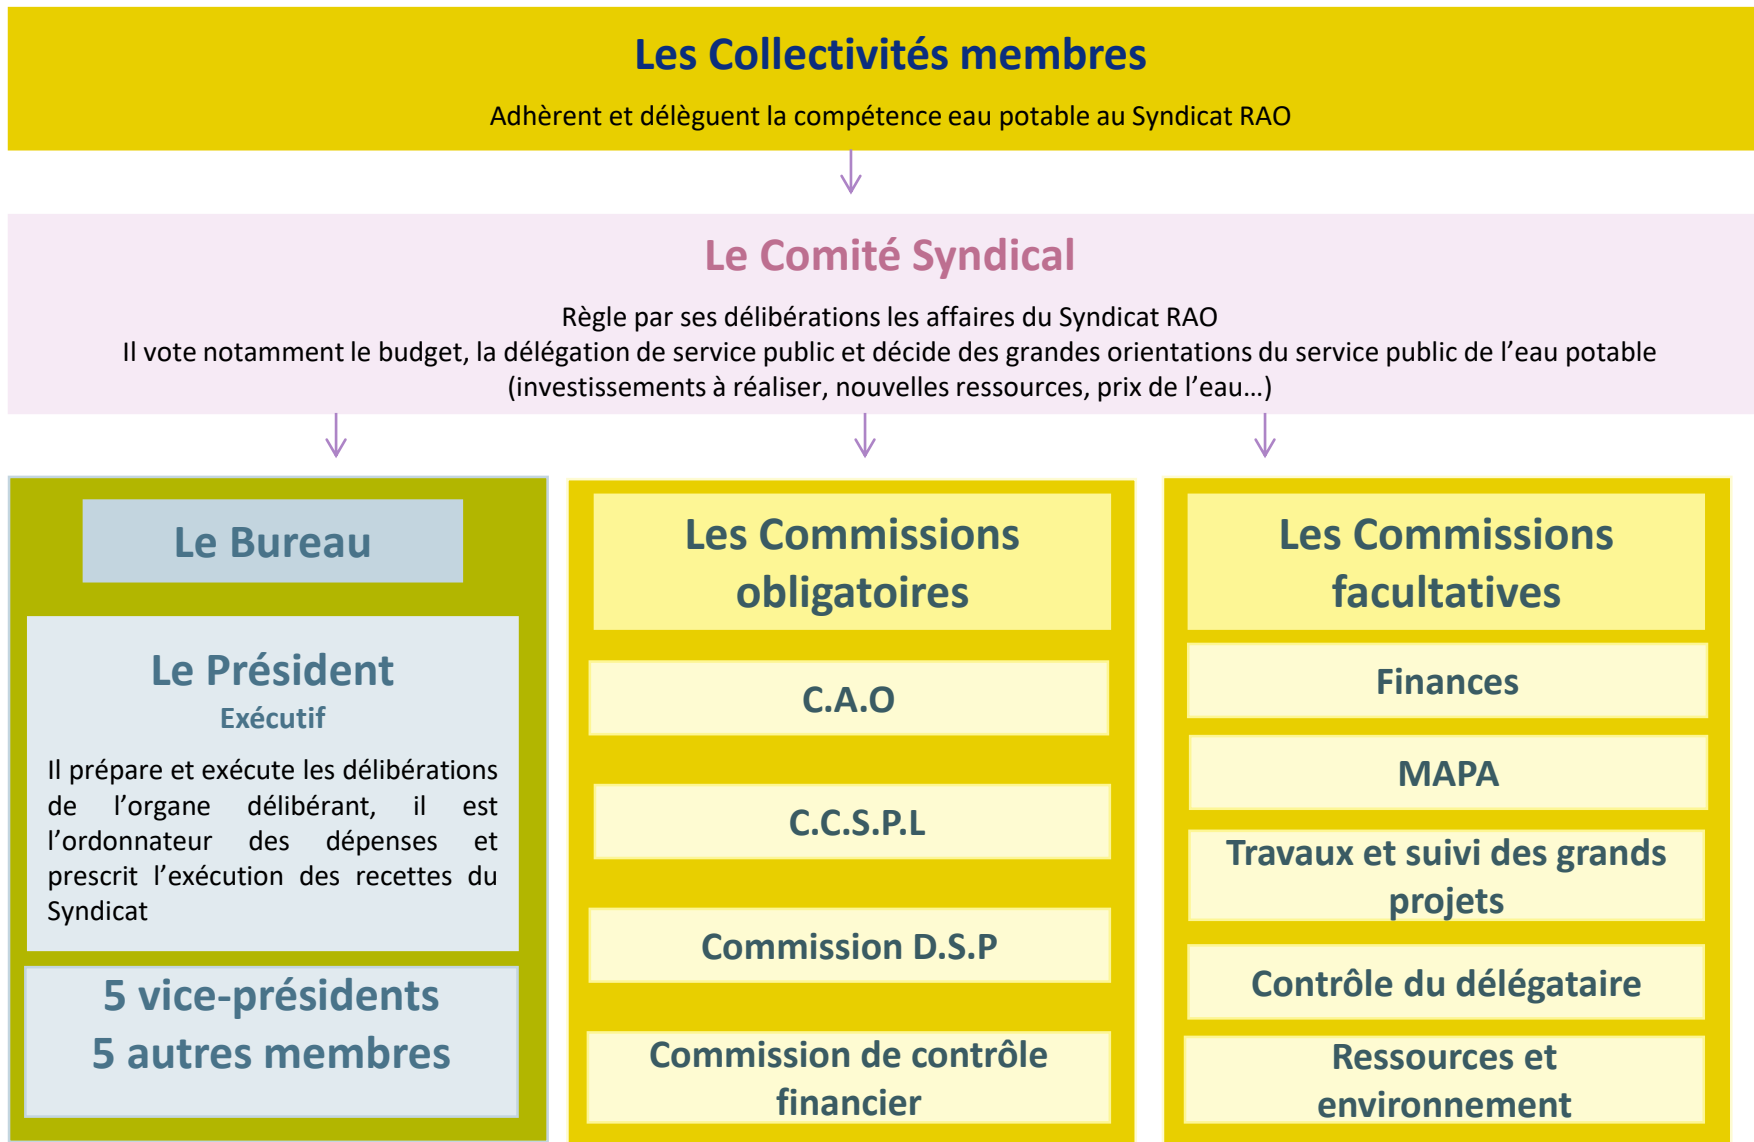 Les Collectivités membres
Adhèrent et délèguent la compétence eau potable au Syndicat RAO
Le Comité Syndical
Règle par ses délibérations les affaires du Syndicat RAO
Il vote notamment le budget, la délégation de service public et décide des grandes orientations du service public de l’eau potable
(investissements à réaliser, nouvelles ressources, prix de l’eau…)
Le Bureau
Le Président
Exécutif
Il prépare et exécute les délibérations
de l’organe délibérant, il est
l’ordonnateur des dépenses et
prescrit l’exécution des recettes du
Syndicat
5 vice-présidents
5 autres membres
Les Commissions
obligatoires
C.A.O
C.C.S.P.L
Commission D.S.P
Commission de contrôle
financier
Les Commissions
facultatives
Finances
MAPA
Travaux et suivi des grands
projets
Contrôle du délégataire
Ressources et
environnement